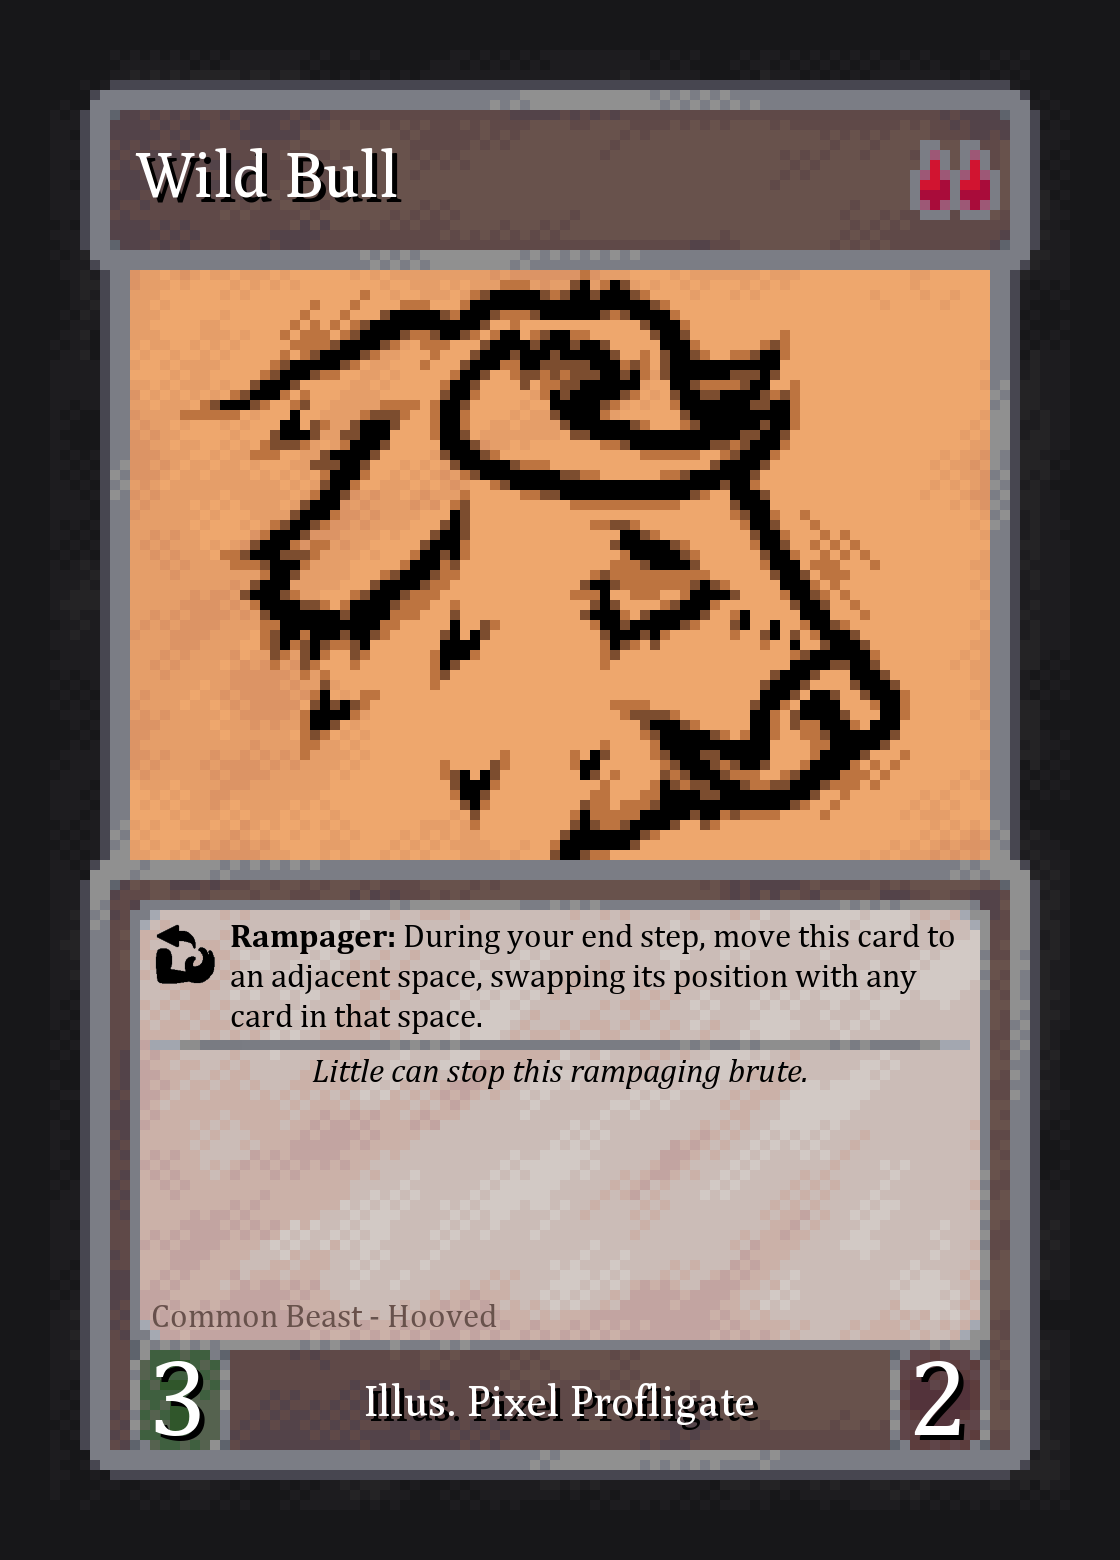 Wild Bull
Rampager: During your end step, move this card to
an adjacent space, swapping its position with any
card in that space.
Little can stop this rampaging brute.
Common Beast - Hooved
3
Illus. Pixel Profligate
2